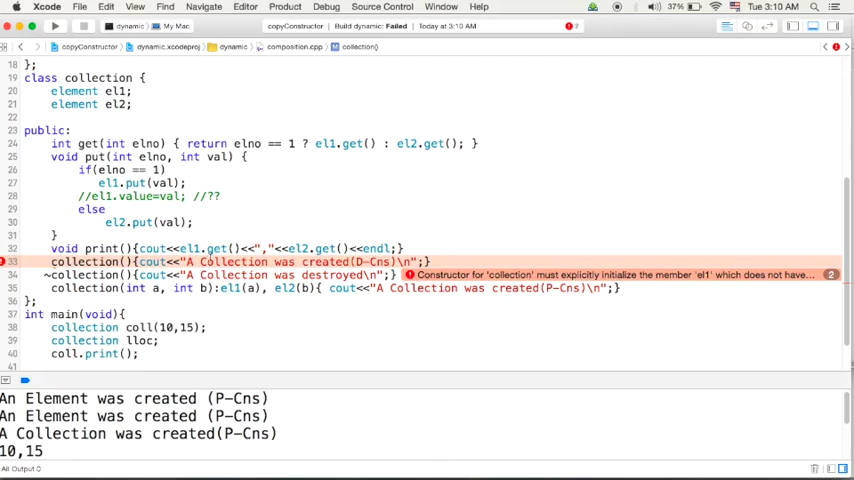 Xcode File Edit View Find Navigate Editor Product Debug Source Control Window Help 37% Tue 3:10 AM
dynamic My Mac copyConstructor Build dynamic: Failed Today at 3:10 AM 2
copyConstructor dynamic.xcodeproj dynamic composition.cpp collection()
18 };
19 class collection {
20 element el1;
21 element el2;
22
23 public:
24 int get(int elno) { return elno == 1 ? el1.get() : el2.get(); }
25 void put(int elno, int val) {
26 if(elno == 1)
27 el1.put(val);
28 //el1.value=val; //??
29 else
30 el2.put(val);
31 }
32 void print(){cout<<el1.get()<<","<<el2.get()<<endl;}
33 collection(){cout<<"A Collection was created(D-Cns)\n";}
34 ~collection(){cout<<"A Collection was destroyed\n";} Constructor for 'collection' must explicitly initialize the member 'el1' which does not have... 2
35 collection(int a, int b):el1(a), el2(b){ cout<<"A Collection was created(P-Cns)\n";}
36 };
37 int main(void){
38 collection coll(10,15);
39 collection lloc;
40 coll.print();
41
An Element was created (P-Cns)
An Element was created (P-Cns)
A Collection was created(P-Cns)
10,15
All Output